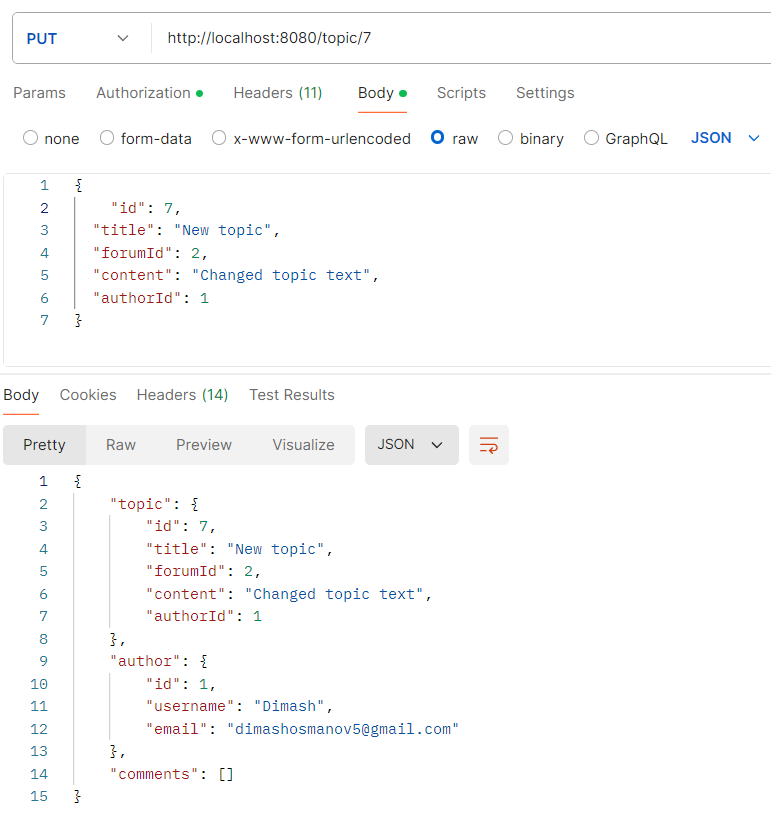 PUT http://localhost:8080/topic/7
Params Authorization Headers (11) Body Scripts Settings
none form-data x-www-form-urlencoded raw binary GraphQL JSON
1 {
2 "id": 7,
3 "title": "New topic",
4 "forumId": 2,
5 "content": "Changed topic text",
6 "authorId": 1
7 }
Body Cookies Headers (14) Test Results
Pretty Raw Preview Visualize JSON
1 {
2 "topic": {
3 "id": 7,
4 "title": "New topic",
5 "forumId": 2,
6 "content": "Changed topic text",
7 "authorId": 1
8 },
9 "author": {
10 "id": 1,
11 "username": "Dimash",
12 "email": "dimashosmanov5@gmail.com"
13 },
14 "comments": []
15 }